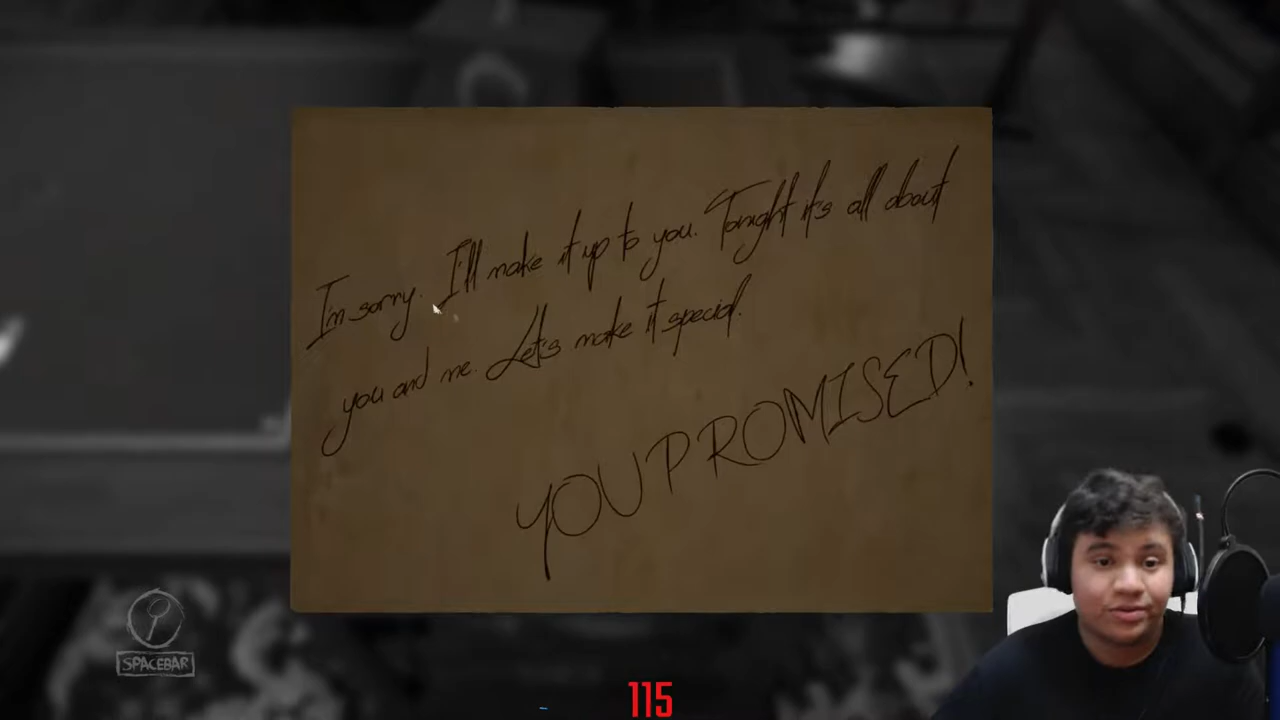 I'm sorry. I'll make it up to you. Tonight it's all about
you and me. Let's make it special.
YOU PROMISED!
SPACEBAR
115